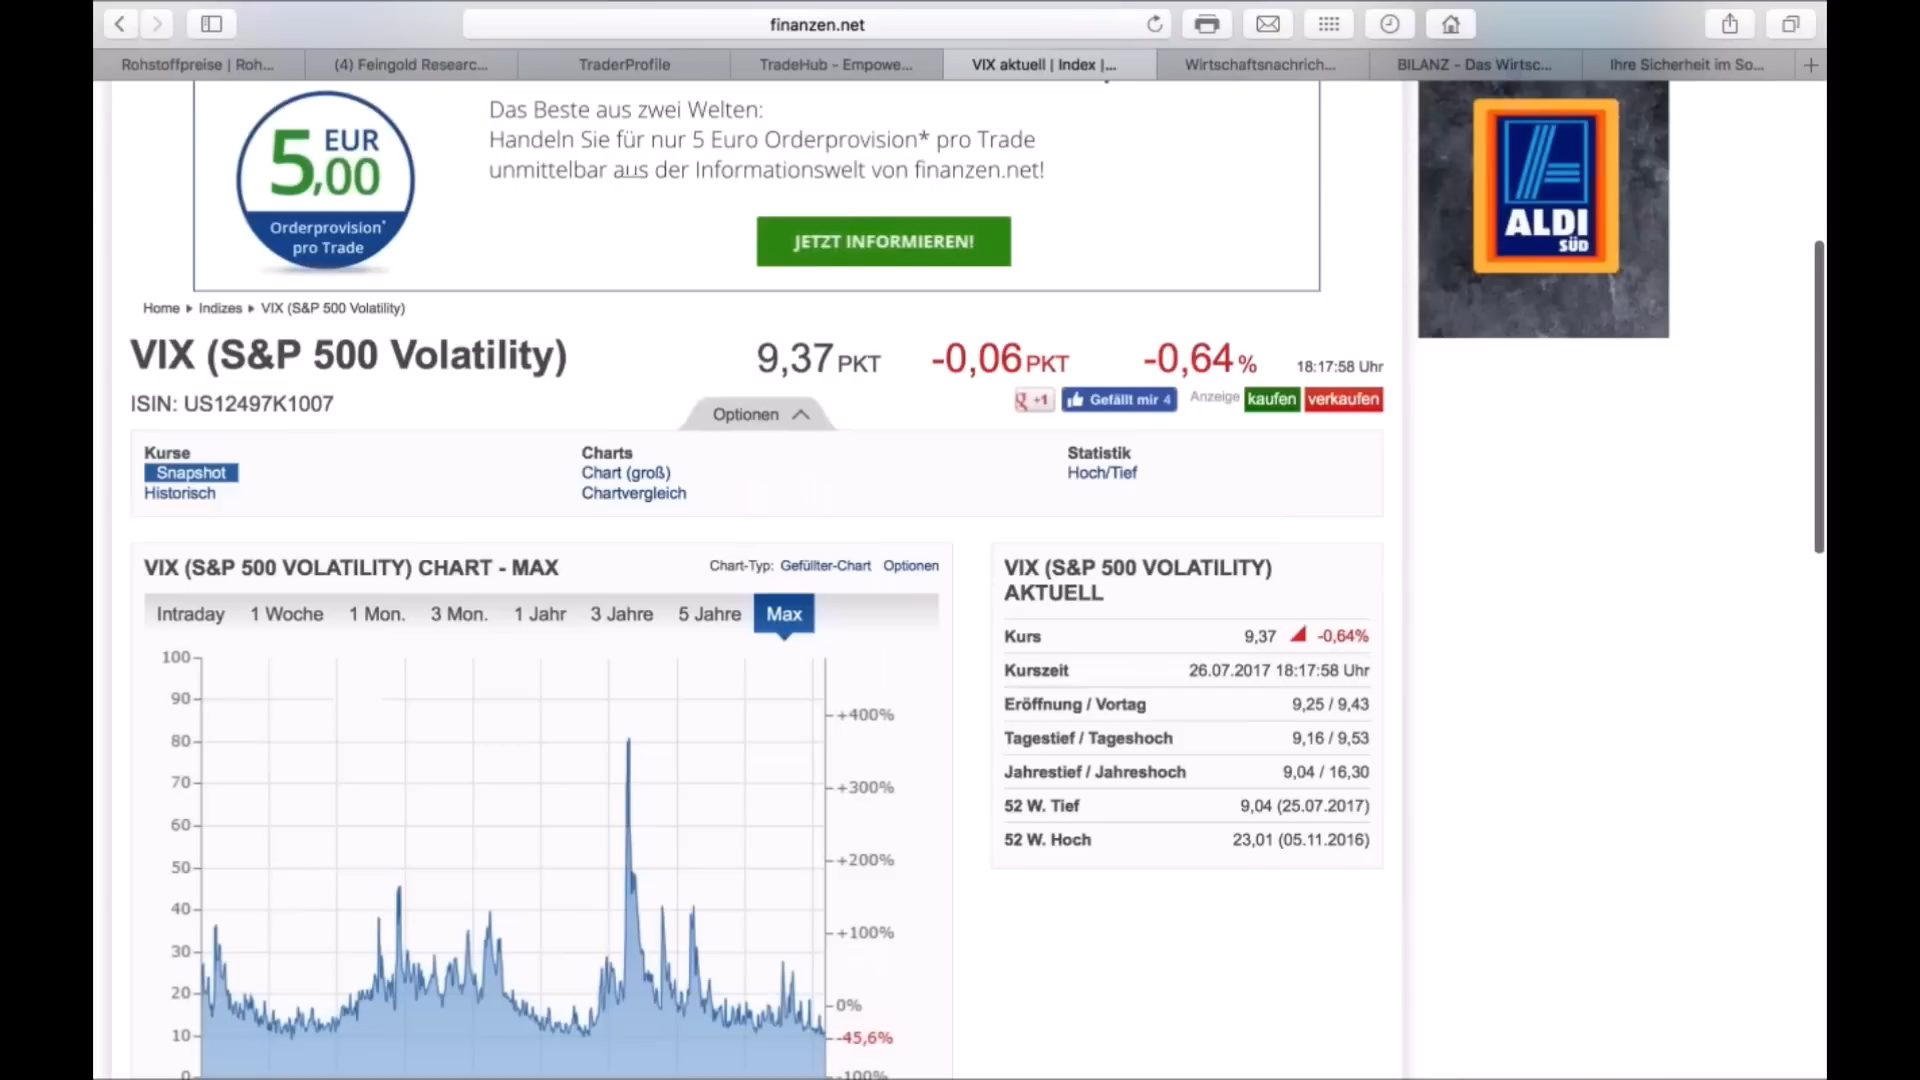 finanzen.net
Rohstoffpreise | Roh...
(4) Feingold Researc...
TraderProfile
TradeHub - Empowe...
VIX aktuell | Index |...
Wirtschaftsnachrich...
BILANZ - Das Wirtsc...
Ihre Sicherheit im So...
5,00 EUR
Orderprovision*
pro Trade
Das Beste aus zwei Welten:
Handeln Sie für nur 5 Euro Orderprovision* pro Trade
unmittelbar aus der Informationswelt von finanzen.net!
JETZT INFORMIEREN!
ALDI
SÜD
Home ▸ Indizes ▸ VIX (S&P 500 Volatility)
VIX (S&P 500 Volatility) 9,37 PKT -0,06 PKT -0,64 % 18:17:58 Uhr
ISIN: US12497K1007
Optionen
+1 Gefällt mir 4 Anzeige kaufen verkaufen
Kurse
Snapshot
Historisch
Charts
Chart (groß)
Chartvergleich
Statistik
Hoch/Tief
VIX (S&P 500 VOLATILITY) CHART - MAX
Chart-Typ: Gefüllter-Chart Optionen
Intraday 1 Woche 1 Mon. 3 Mon. 1 Jahr 3 Jahre 5 Jahre Max
100
90
80
70
60
50
40
30
20
10
0
+400%
+300%
+200%
+100%
0%
-45,6%
-100%
VIX (S&P 500 VOLATILITY)
AKTUELL
Kurs 9,37 -0,64%
Kurszeit 26.07.2017 18:17:58 Uhr
Eröffnung / Vortag 9,25 / 9,43
Tagestief / Tageshoch 9,16 / 9,53
Jahrestief / Jahreshoch 9,04 / 16,30
52 W. Tief 9,04 (25.07.2017)
52 W. Hoch 23,01 (05.11.2016)